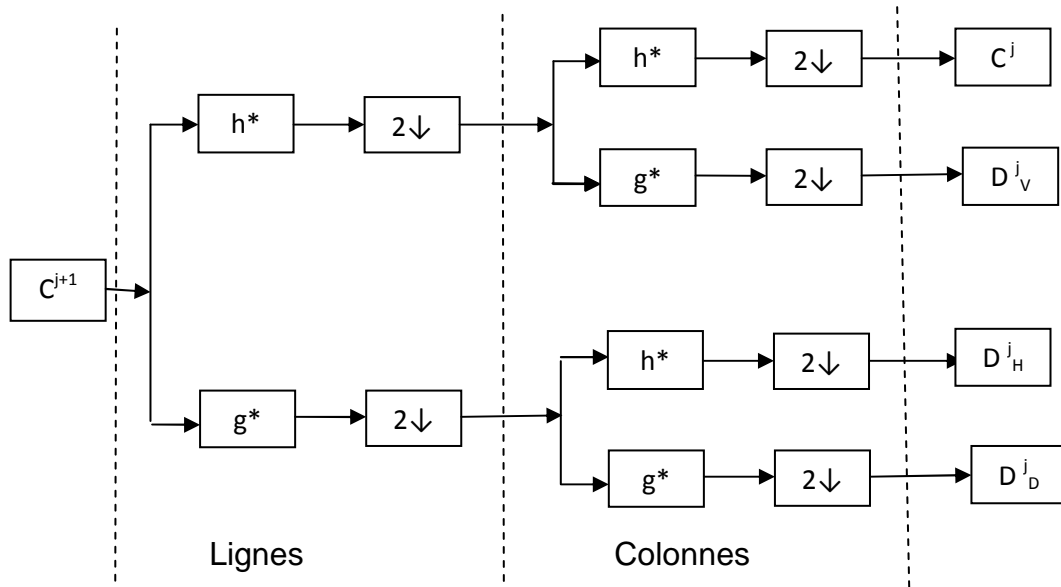 h* 2↓ C^j
h* 2↓
g* 2↓ D^j_V
C^{j+1}
h* 2↓ D^j_H
g* 2↓
g* 2↓ D^j_D
Lignes Colonnes